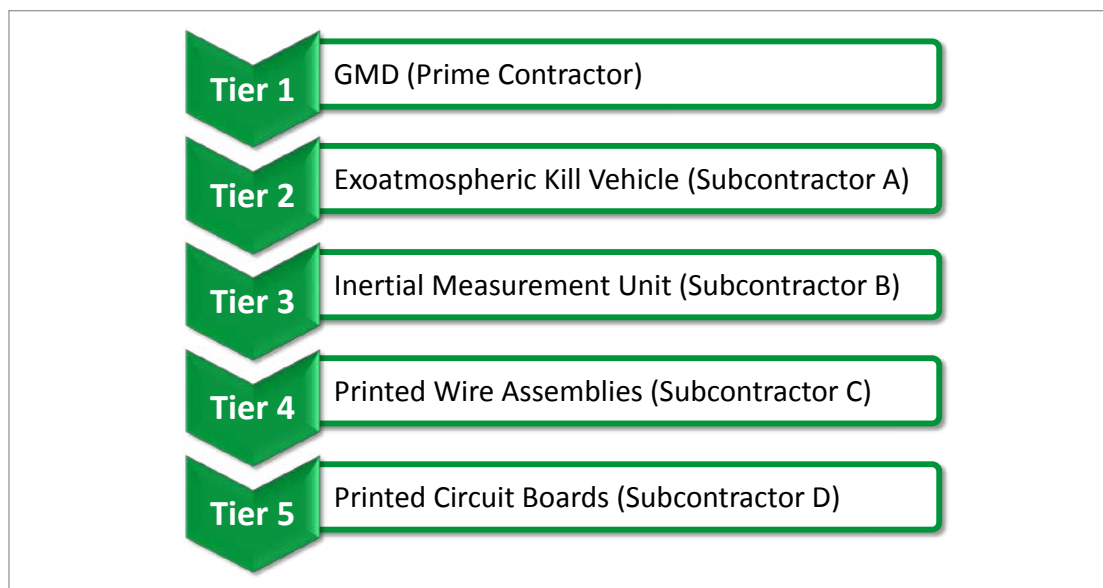 Tier 1
GMD (Prime Contractor)
Tier 2
Exoatmospheric Kill Vehicle (Subcontractor A)
Tier 3
Inertial Measurement Unit (Subcontractor B)
Tier 4
Printed Wire Assemblies (Subcontractor C)
Tier 5
Printed Circuit Boards (Subcontractor D)